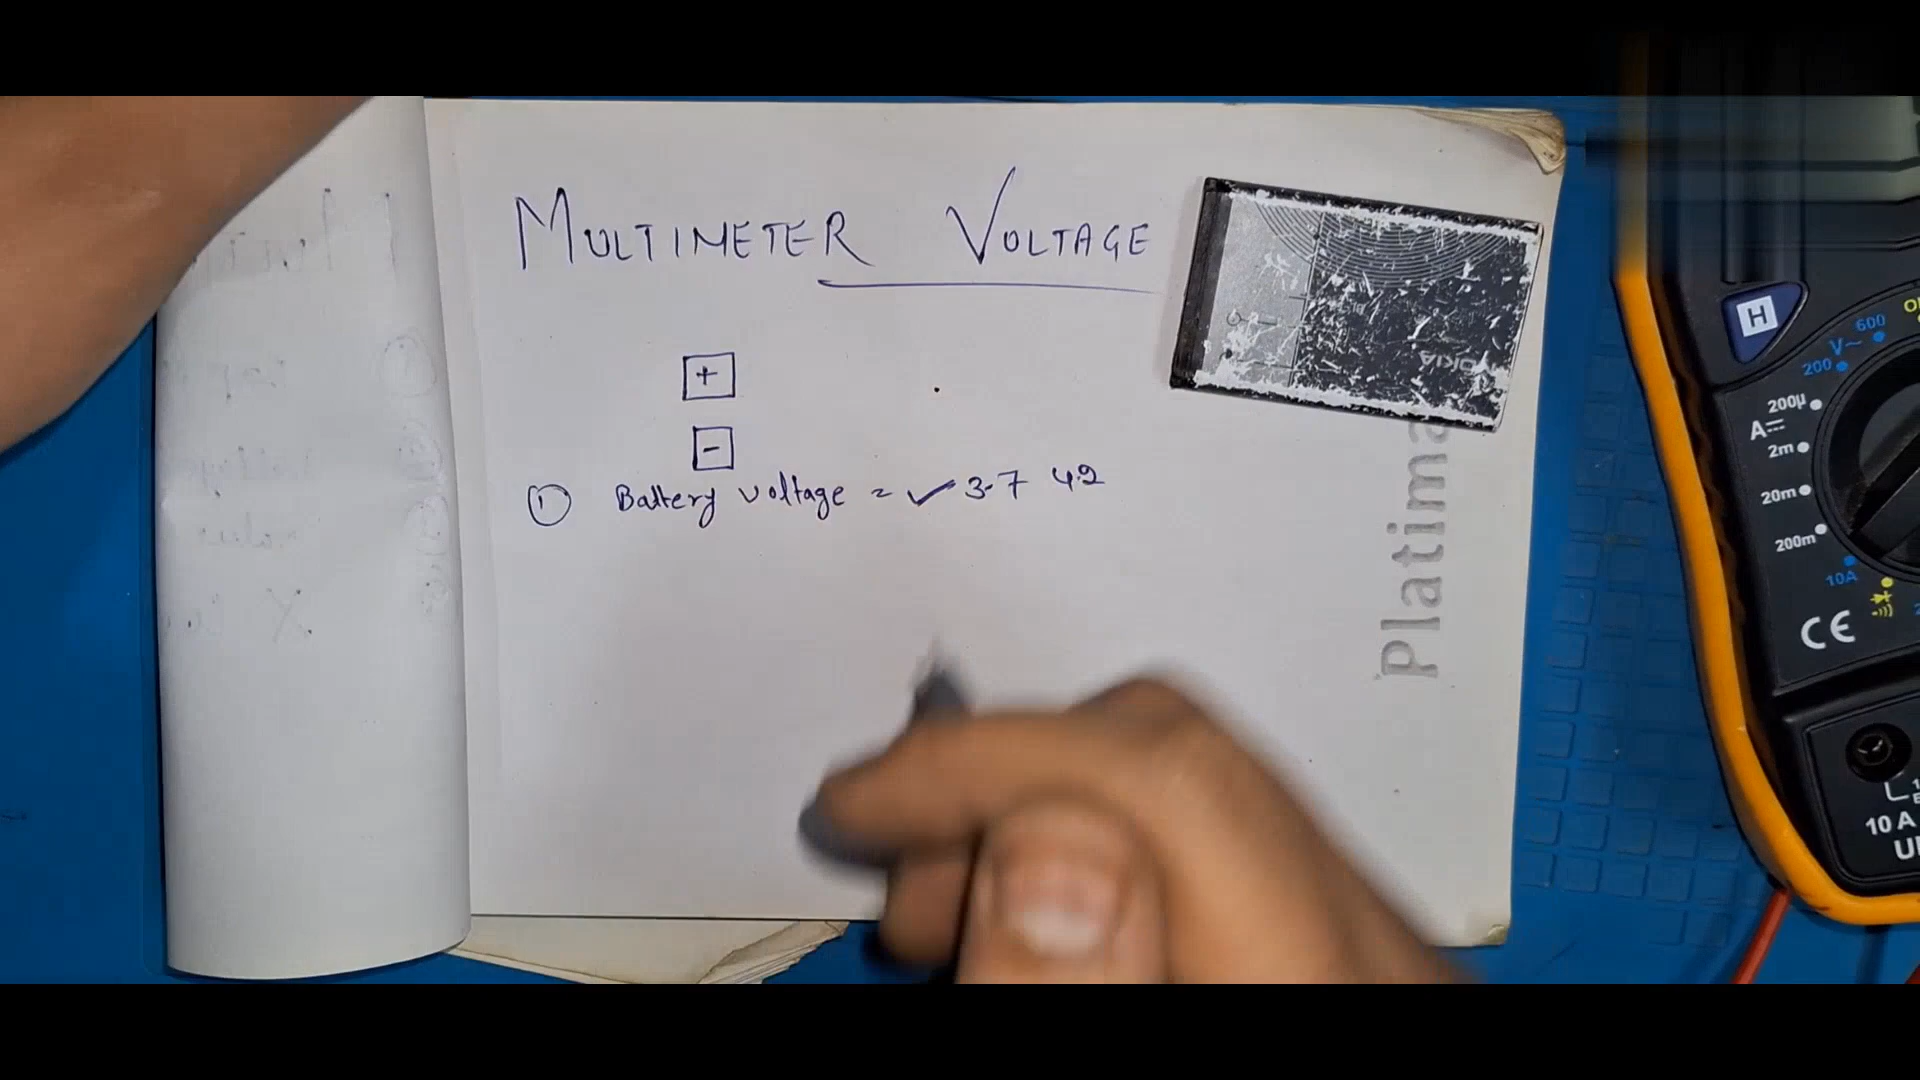 MULTIMETER VOLTAGE
+
-
① Battery voltage = ✓ 3.7 4.2
NOKIA
Platima
H
600
V~
200
200µ
A
2m
20m
200m
10A
CE
10 A